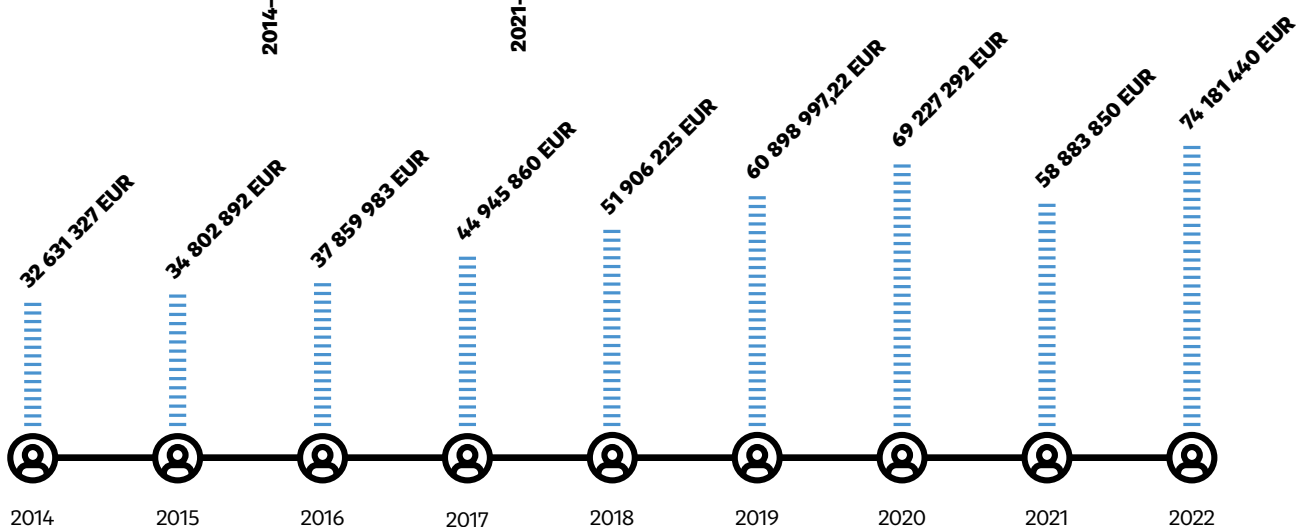 2014–
2021-
32 631 327 EUR
34 802 892 EUR
37 859 983 EUR
44 945 860 EUR
51 906 225 EUR
60 898 997,22 EUR
69 227 292 EUR
58 883 850 EUR
74 181 440 EUR
2014
2015
2016
2017
2018
2019
2020
2021
2022